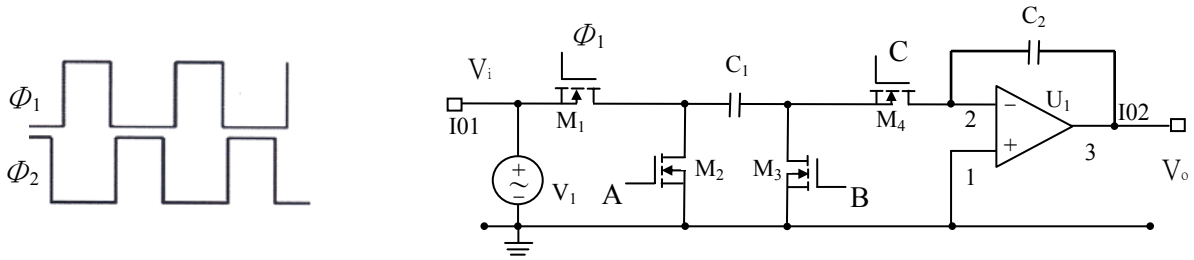 Φ₁
Φ₂
Vᵢ
I01
Φ₁
M₁
V₁
A
M₂
C₁
M₃
B
C
M₄
C₂
−
+
U₁
2
1
3
I02
Vₒ